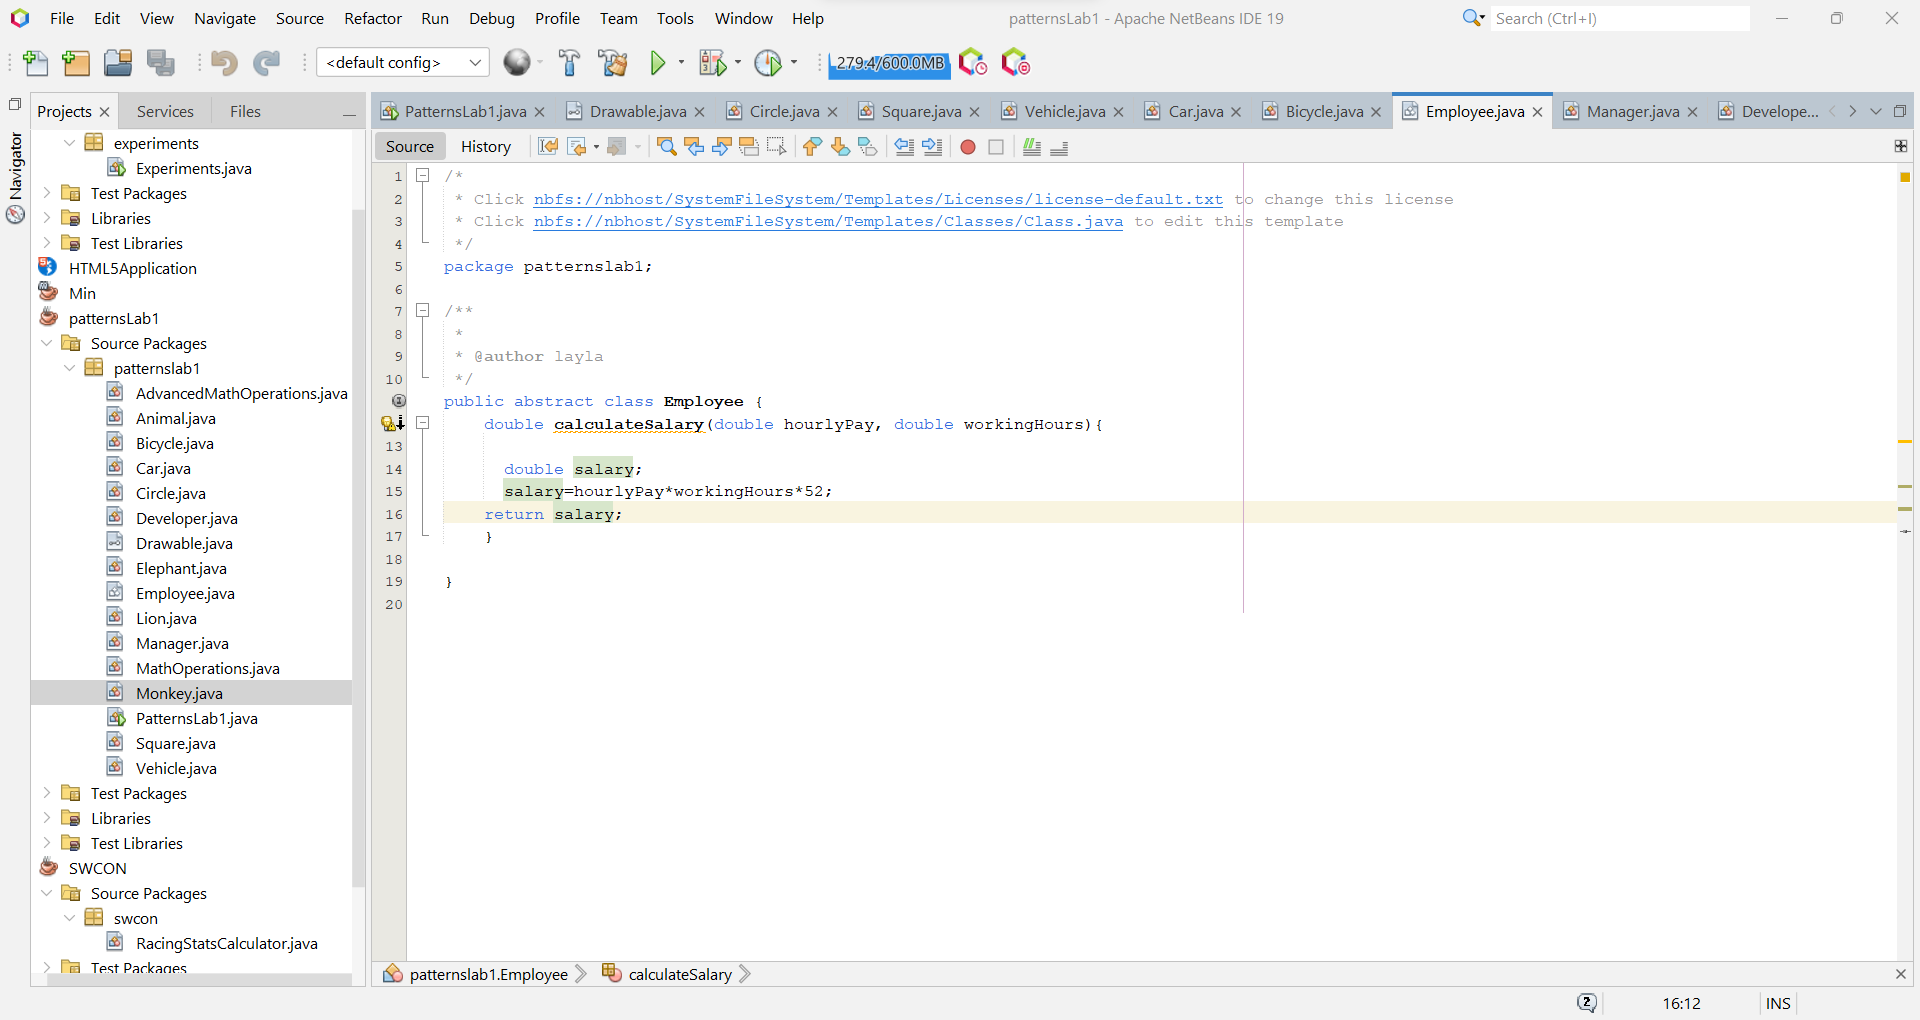 File Edit View Navigate Source Refactor Run Debug Profile Team Tools Window Help
patternsLab1 - Apache NetBeans IDE 19
Search (Ctrl+I)
<default config>
279.4/600.0MB
Navigator
Projects Services Files
experiments
Experiments.java
Test Packages
Libraries
Test Libraries
HTML5Application
Min
patternsLab1
Source Packages
patternslab1
AdvancedMathOperations.java
Animal.java
Bicycle.java
Car.java
Circle.java
Developer.java
Drawable.java
Elephant.java
Employee.java
Lion.java
Manager.java
MathOperations.java
Monkey.java
PatternsLab1.java
Square.java
Vehicle.java
Test Packages
Libraries
Test Libraries
SWCON
Source Packages
swcon
RacingStatsCalculator.java
Test Packages
PatternsLab1.java Drawable.java Circle.java Square.java Vehicle.java Car.java Bicycle.java Employee.java Manager.java Develope...
Source History
1 /*
2 * Click nbfs://nbhost/SystemFileSystem/Templates/Licenses/license-default.txt to change this license
3 * Click nbfs://nbhost/SystemFileSystem/Templates/Classes/Class.java to edit this template
4 */
5 package patternslab1;
6
7 /**
8 *
9 * @author layla
10 */
public abstract class Employee {
double calculateSalary(double hourlyPay, double workingHours){
13
14 double salary;
15 salary=hourlyPay*workingHours*52;
16 return salary;
17 }
18
19 }
20
patternslab1.Employee calculateSalary
2 16:12 INS